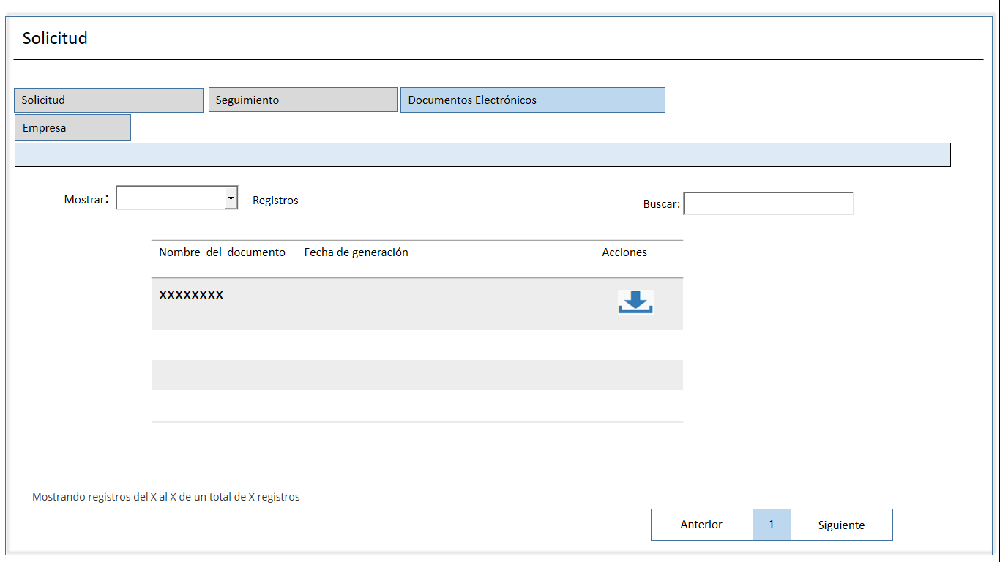 Solicitud
Solicitud Seguimiento Documentos Electrónicos
Empresa
Mostrar: Registros Buscar:
Nombre del documento Fecha de generación Acciones
XXXXXXXX
Mostrando registros del X al X de un total de X registros
Anterior 1 Siguiente